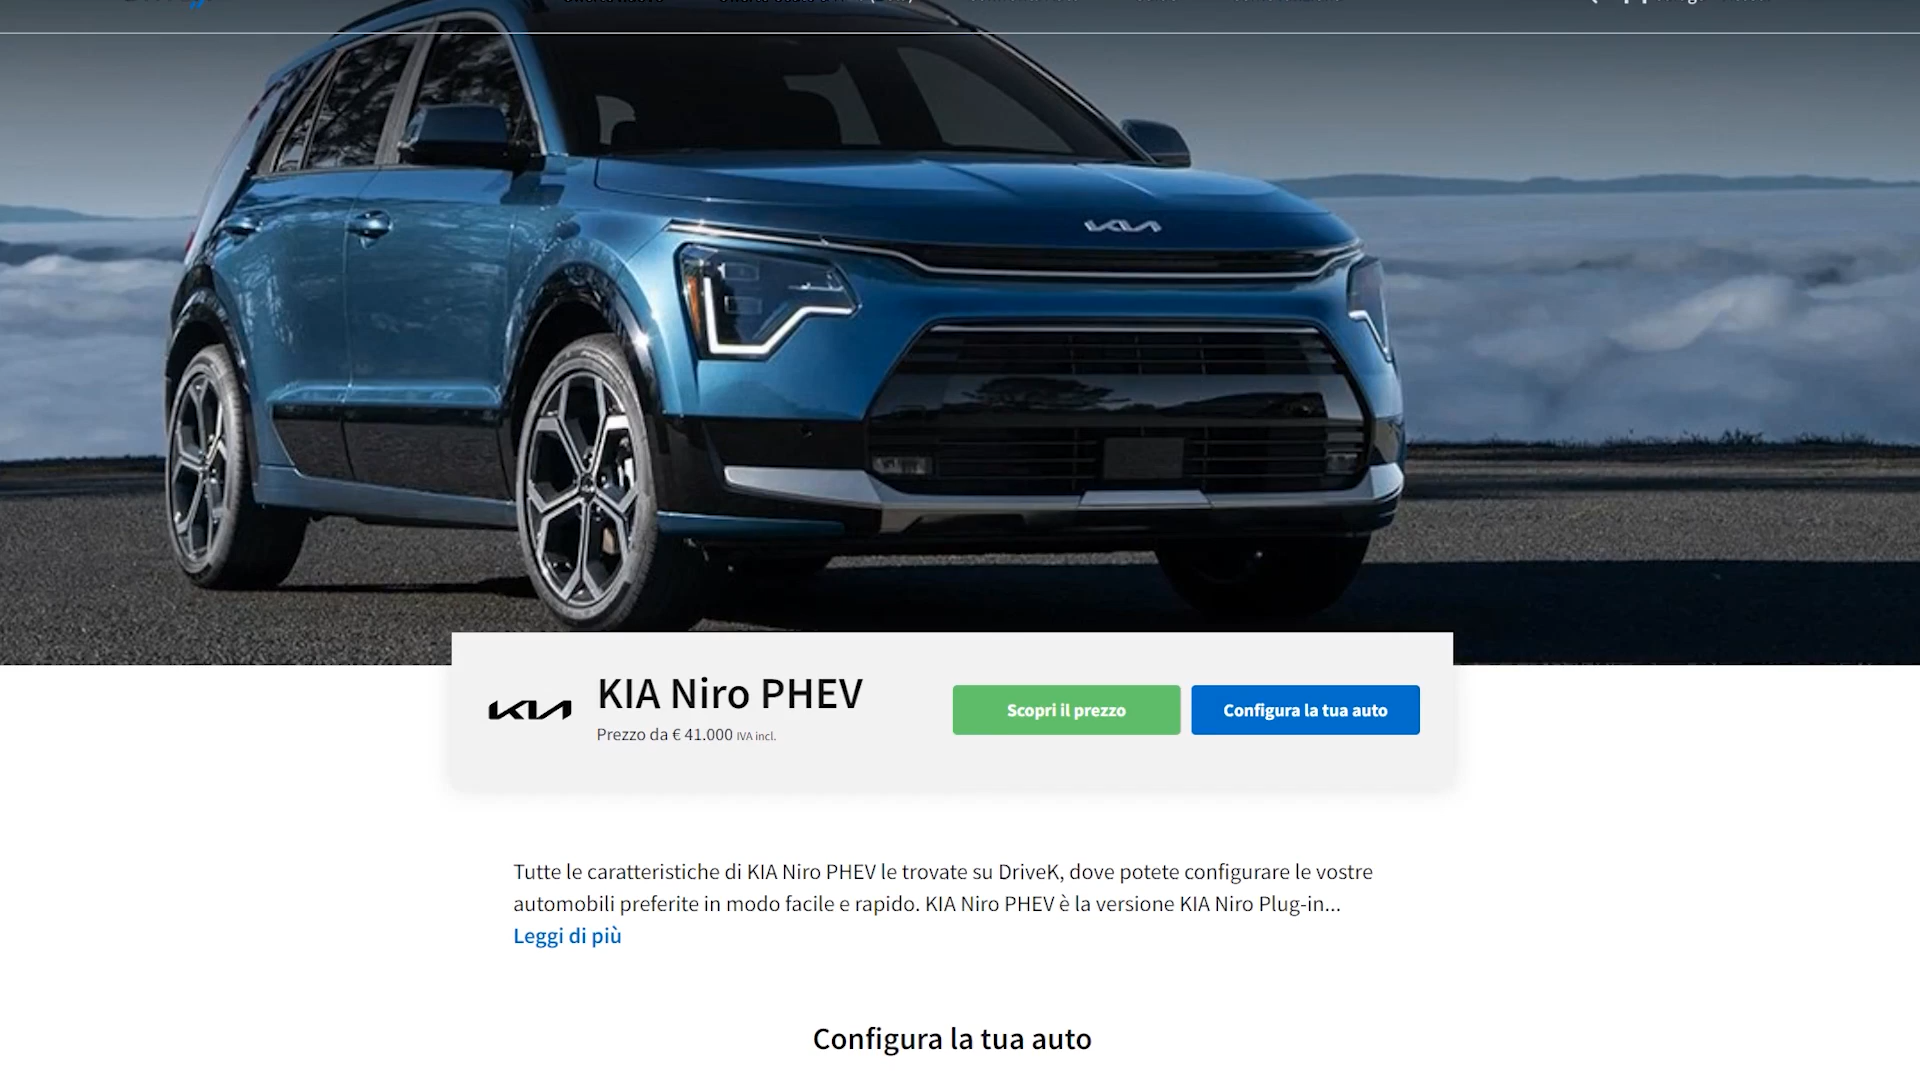 KIA
KIA Niro PHEV
Prezzo da € 41.000 IVA incl.
Scopri il prezzo
Configura la tua auto
Tutte le caratteristiche di KIA Niro PHEV le trovate su DriveK, dove potete configurare le vostre
automobili preferite in modo facile e rapido. KIA Niro PHEV è la versione KIA Niro Plug-in...
Leggi di più
Configura la tua auto